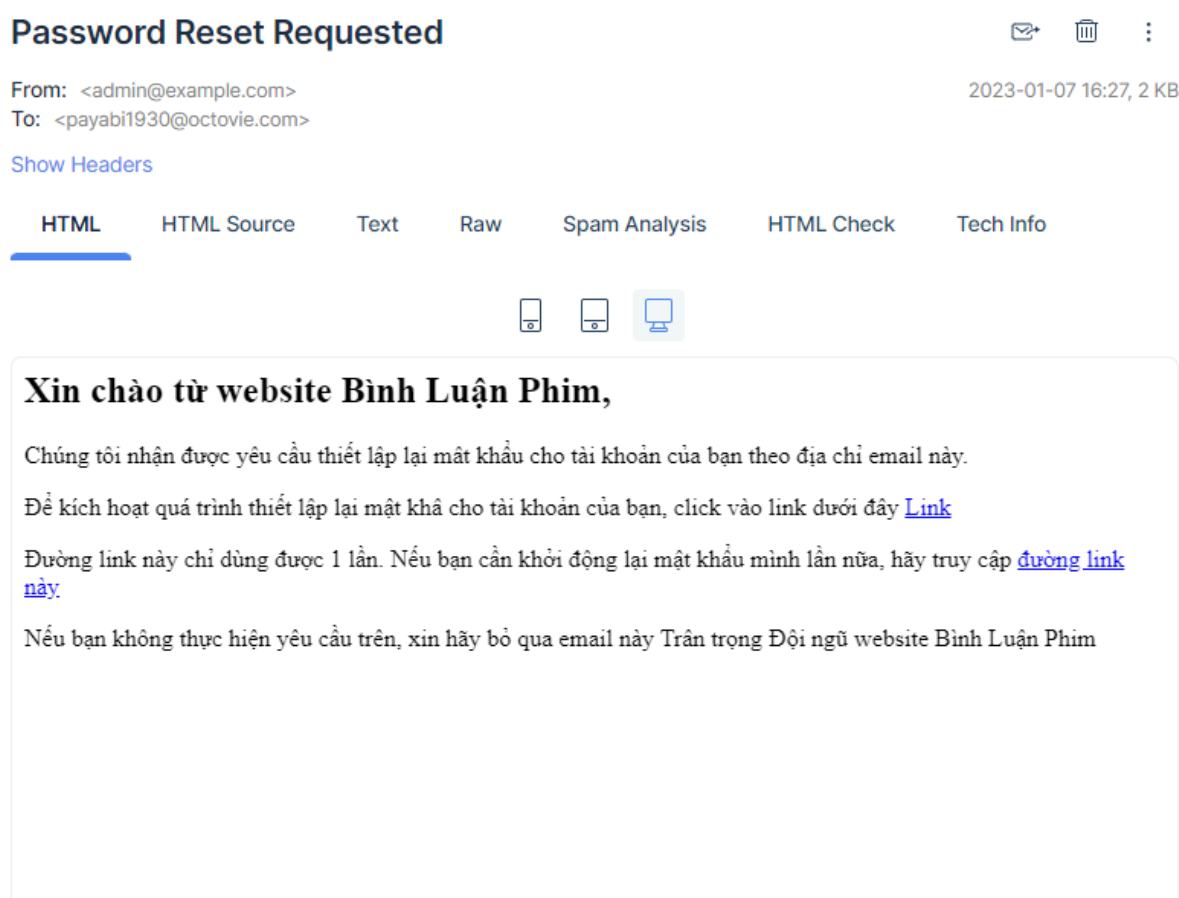 Password Reset Requested
From: <admin@example.com>
2023-01-07 16:27, 2 KB
To: <payabi1930@octovie.com>
Show Headers
HTML HTML Source Text Raw Spam Analysis HTML Check Tech Info
Xin chào từ website Bình Luận Phim,
Chúng tôi nhận được yêu cầu thiết lập lại mât khẩu cho tài khoản của bạn theo địa chỉ email này.
Để kích hoạt quá trình thiết lập lại mật khâ cho tài khoản của bạn, click vào link dưới đây Link
Đường link này chỉ dùng được 1 lần. Nếu bạn cần khởi động lại mật khẩu mình lần nữa, hãy truy cập đường link
này
Nếu bạn không thực hiện yêu cầu trên, xin hãy bỏ qua email này Trân trọng Đội ngũ website Bình Luận Phim